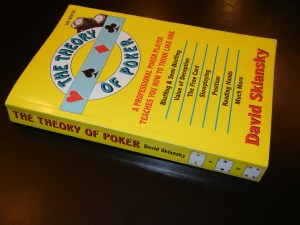 THE THEORY
OF POKER
A PROFESSIONAL POKER PLAYER
TEACHES YOU HOW TO THINK LIKE ONE
Bluffing & Semi-Bluffing
Value of Deception
The Free Card
Slowplaying
Position
Reading Hands
Much More
David Sklansky
THE THEORY OF POKER David Sklansky